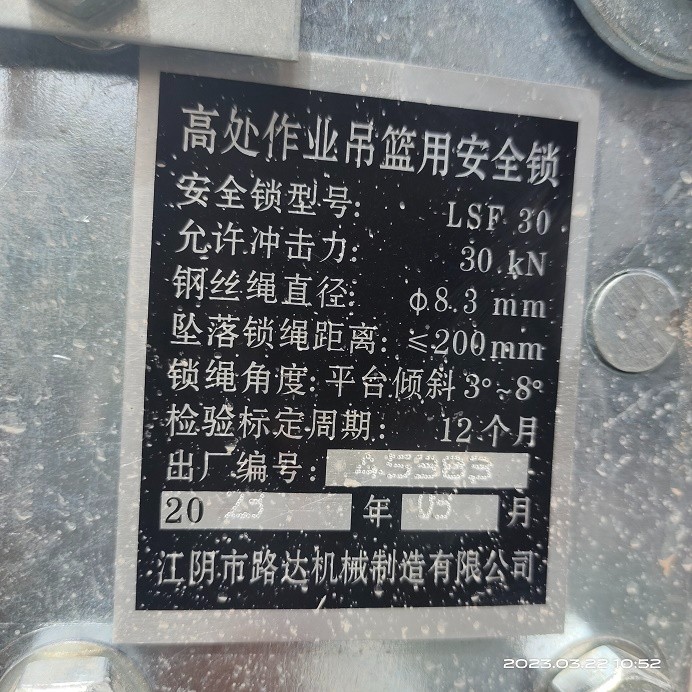 高处作业吊篮用安全锁
安全锁型号: LSF 30
允许冲击力: 30 kN
钢丝绳直径: ф8.3 mm
坠落锁绳距离: ≤200mm
锁绳角度: 平台倾斜3°~8°
检验标定周期: 12个月
出厂编号:
20 23 年 03 月
江阴市路达机械制造有限公司
2023.03.22 10:52